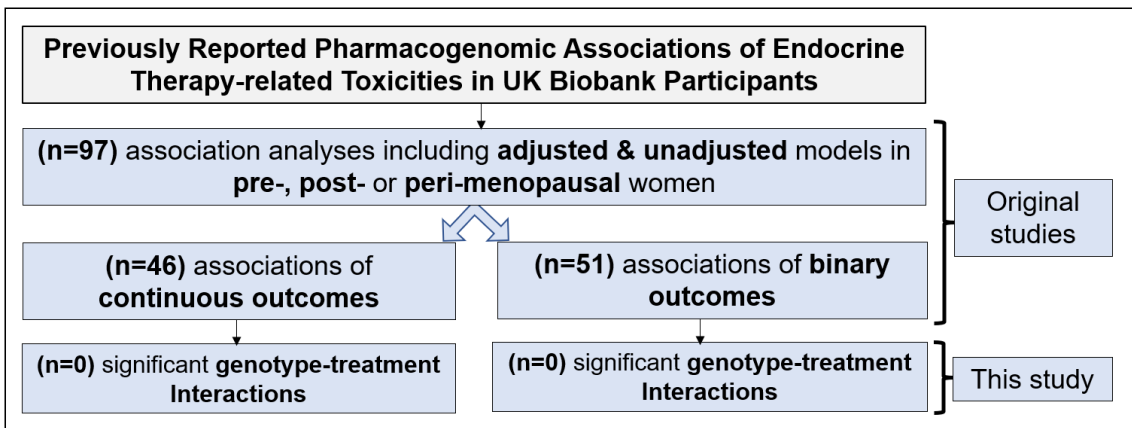 Previously Reported Pharmacogenomic Associations of Endocrine
Therapy-related Toxicities in UK Biobank Participants
(n=97) association analyses including adjusted & unadjusted models in
pre-, post- or peri-menopausal women
Original
studies
(n=46) associations of
continuous outcomes
(n=51) associations of binary
outcomes
(n=0) significant genotype-treatment
Interactions
(n=0) significant genotype-treatment
Interactions
This study